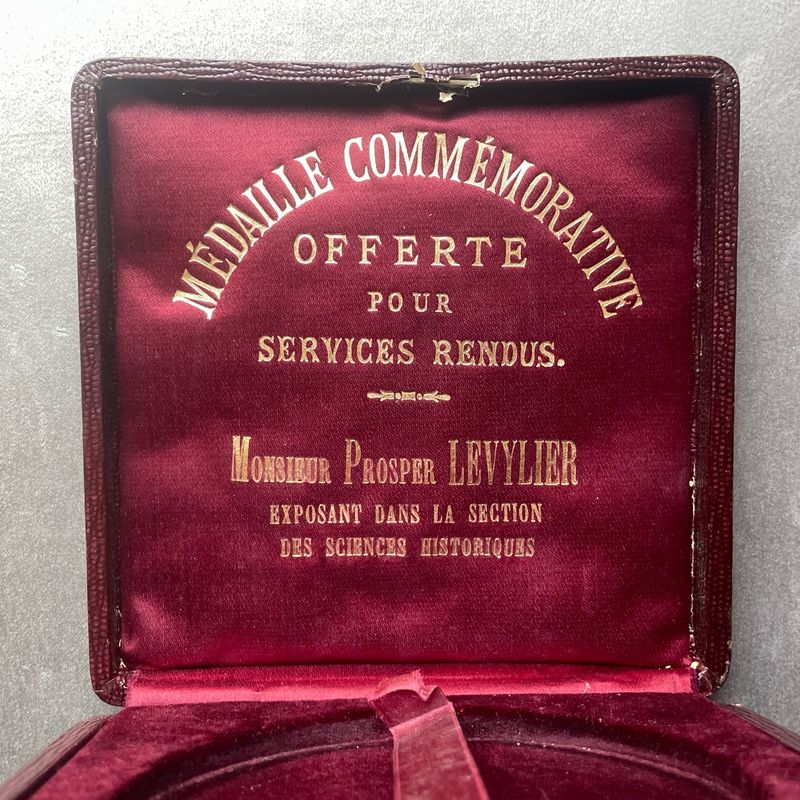 MÉDAILLE COMMÉMORATIVE
OFFERTE
POUR
SERVICES RENDUS.
MONSIEUR PROSPER LEVYLIER
EXPOSANT DANS LA SECTION
DES SCIENCES HISTORIQUES